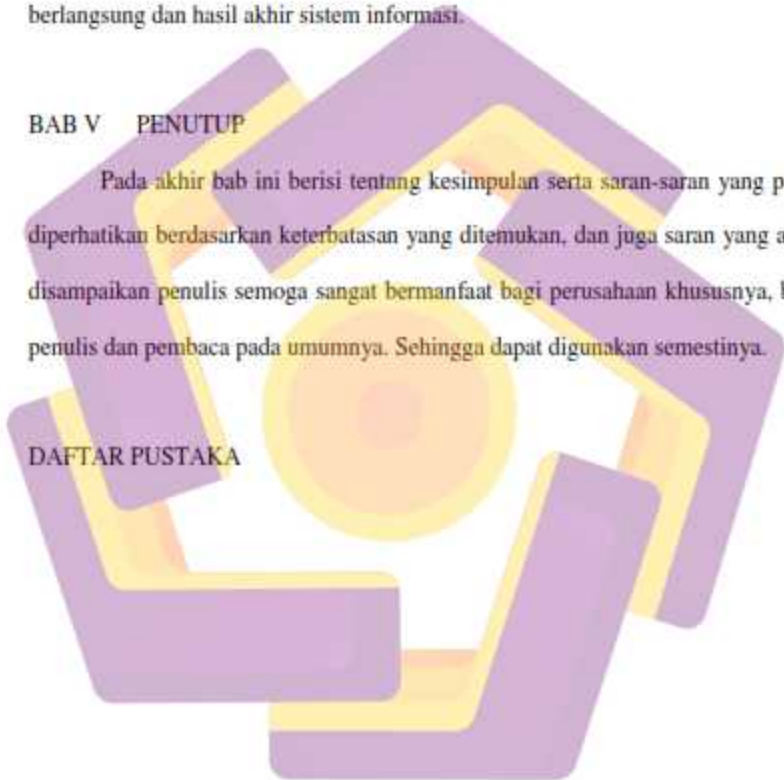 berlangsung dan hasil akhir sistem informasi.
BAB V PENUTUP
Pada akhir bab ini berisi tentang kesimpulan serta saran-saran yang
diperhatikan berdasarkan keterbatasan yang ditemukan, dan juga saran yang
disampaikan penulis semoga sangat bermanfaat bagi perusahaan khususnya,
penulis dan pembaca pada umumnya. Sehingga dapat digunakan semestinya.
DAFTAR PUSTAKA